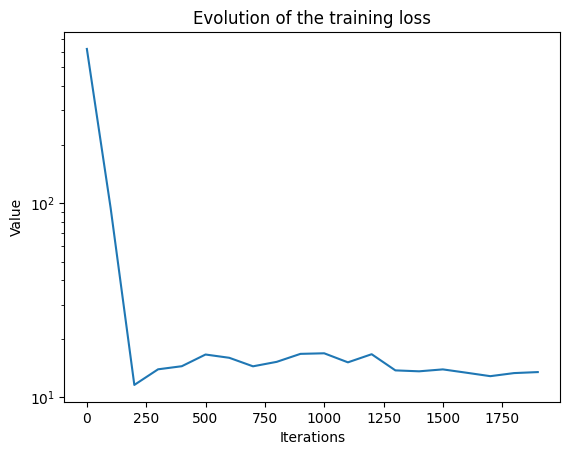 Evolution of the training loss
Value
10²
10¹
0 250 500 750 1000 1250 1500 1750
Iterations